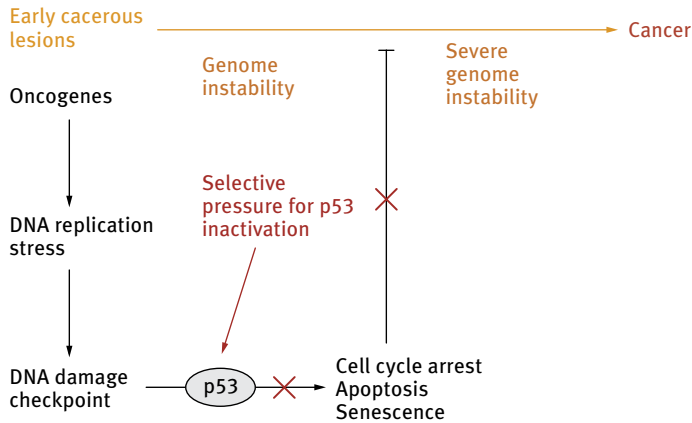 Early cacerous
lesions
Cancer
Genome
instability
Severe
genome
instability
Oncogenes
Selective
pressure for p53
inactivation
DNA replication
stress
DNA damage
checkpoint
p53
Cell cycle arrest
Apoptosis
Senescence